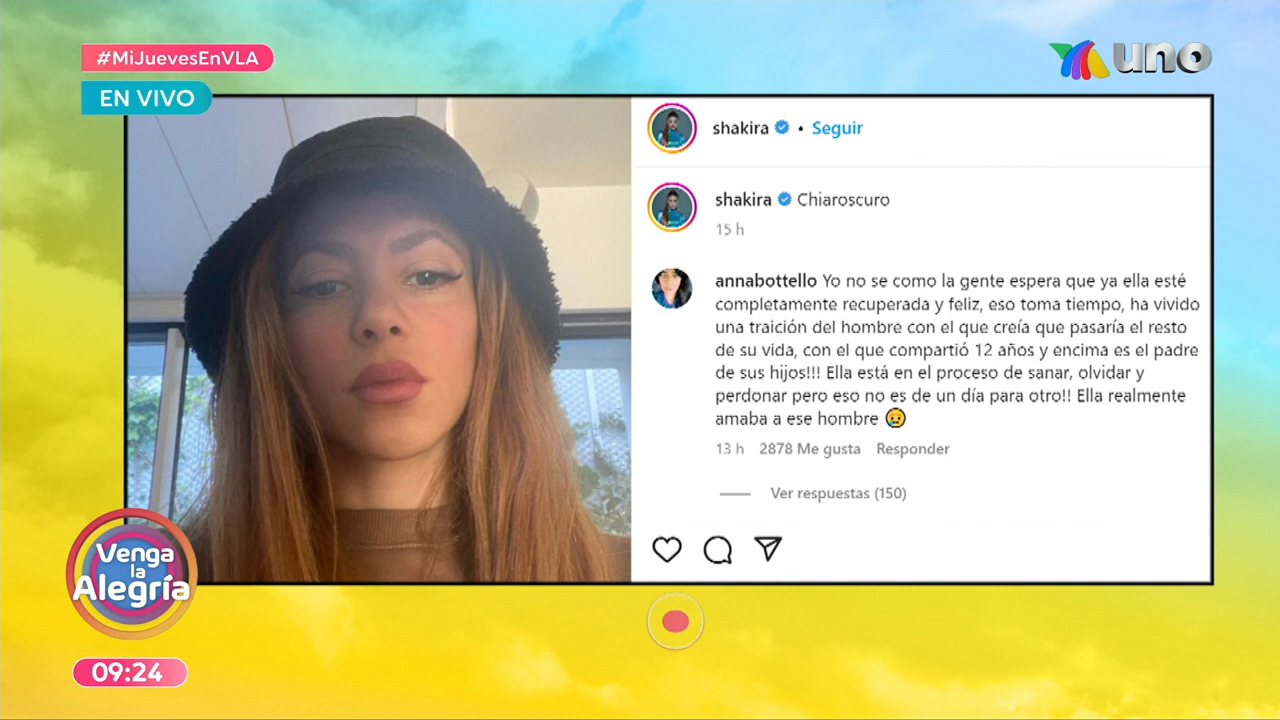 #MiJuevesEnVLA
uno
EN VIVO
shakira • Seguir
shakira Chiaroscuro
15 h
annabottello Yo no se como la gente espera que ya ella esté
completamente recuperada y feliz, eso toma tiempo, ha vivido
una traición del hombre con el que creía que pasaría el resto
de su vida, con el que compartió 12 años y encima es el padre
de sus hijos!!! Ella está en el proceso de sanar, olvidar y
perdonar pero eso no es de un día para otro!! Ella realmente
amaba a ese hombre 😢
13 h 2878 Me gusta Responder
Ver respuestas (150)
Venga
la
Alegría
09:24